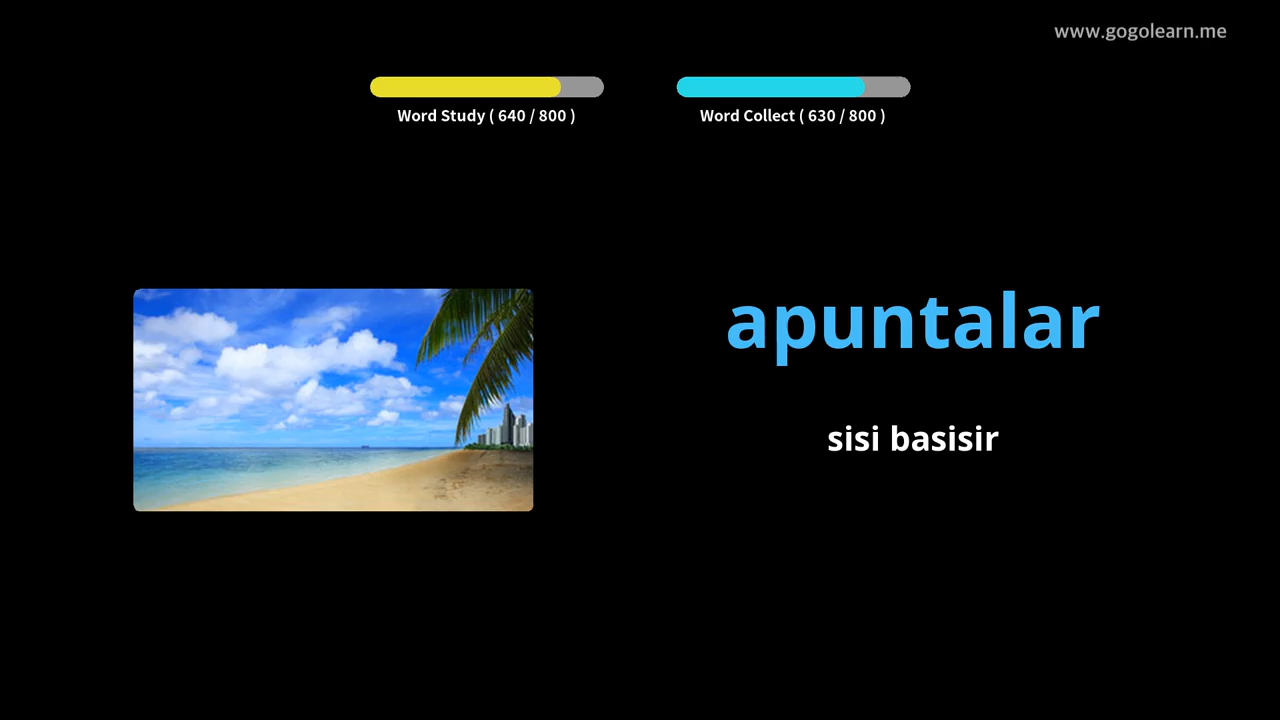 www.gogolearn.me
Word Study ( 640 / 800 )
Word Collect ( 630 / 800 )
apuntalar
sisi basisir